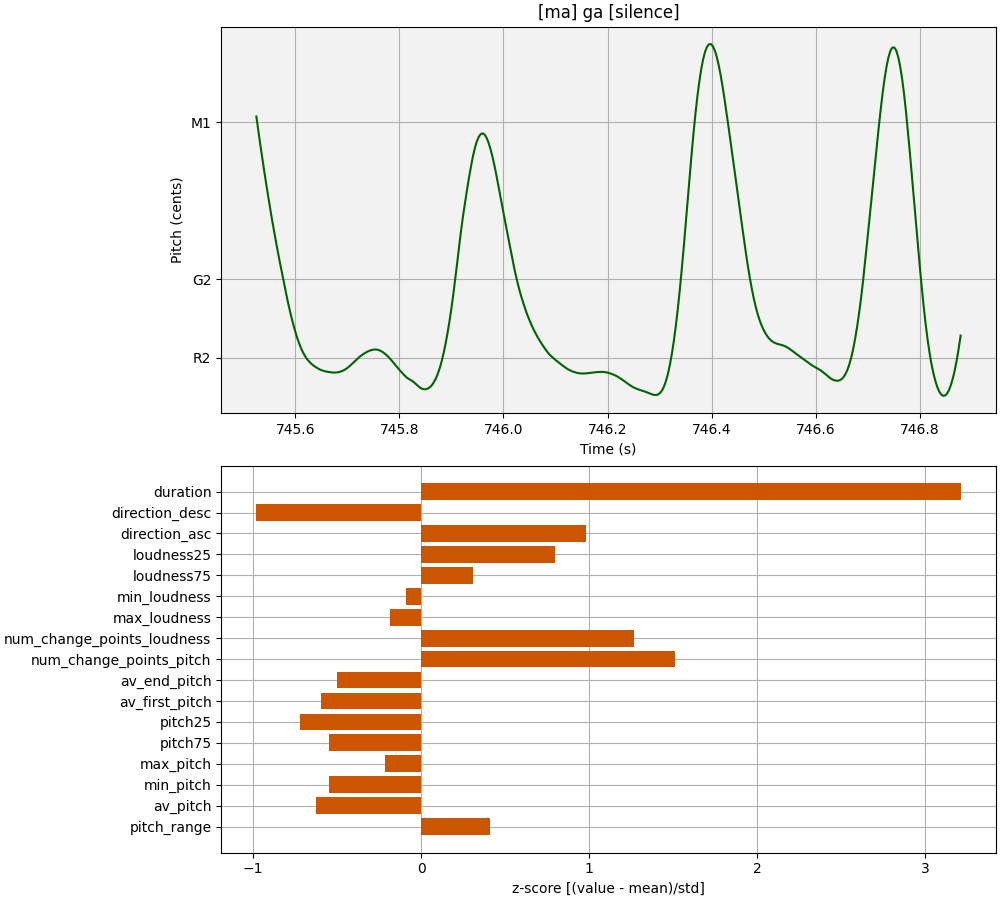 [ma] ga [silence]
Pitch (cents)
M1
G2
R2
745.6 745.8 746.0 746.2 746.4 746.6 746.8
Time (s)
duration
direction_desc
direction_asc
loudness25
loudness75
min_loudness
max_loudness
num_change_points_loudness
num_change_points_pitch
av_end_pitch
av_first_pitch
pitch25
pitch75
max_pitch
min_pitch
av_pitch
pitch_range
−1 0 1 2 3
z-score [(value - mean)/std]